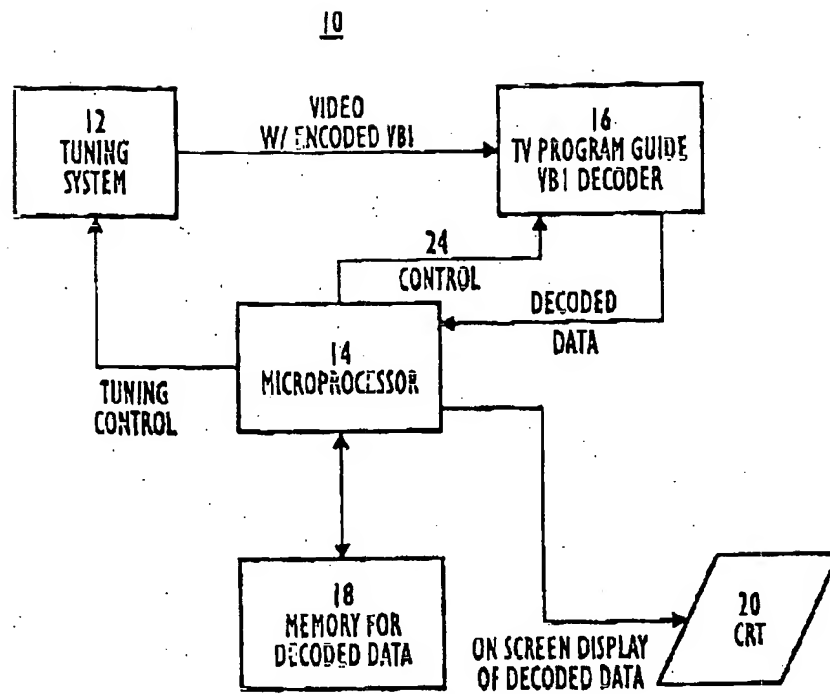 10
12
TUNING
SYSTEM
VIDEO
W/ ENCODED VBI
16
TV PROGRAM GUIDE
VBI DECODER
24
CONTROL
DECODED
DATA
14
MICROPROCESSOR
TUNING
CONTROL
18
MEMORY FOR
DECODED DATA
ON SCREEN DISPLAY
OF DECODED DATA
20
CRT